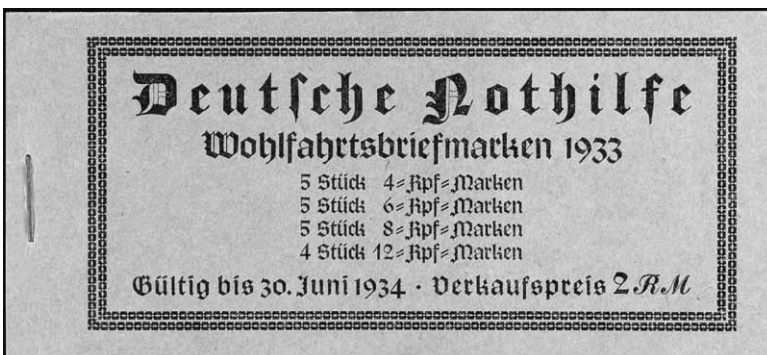 Deutſche Nothilfe
Wohlfahrtsbriefmarken 1933
5 Stück 4=Rpf=Marken
5 Stück 6=Rpf=Marken
5 Stück 8=Rpf=Marken
4 Stück 12=Rpf=Marken
Gültig bis 30. Juni 1934 · Verkaufspreis 2 RM